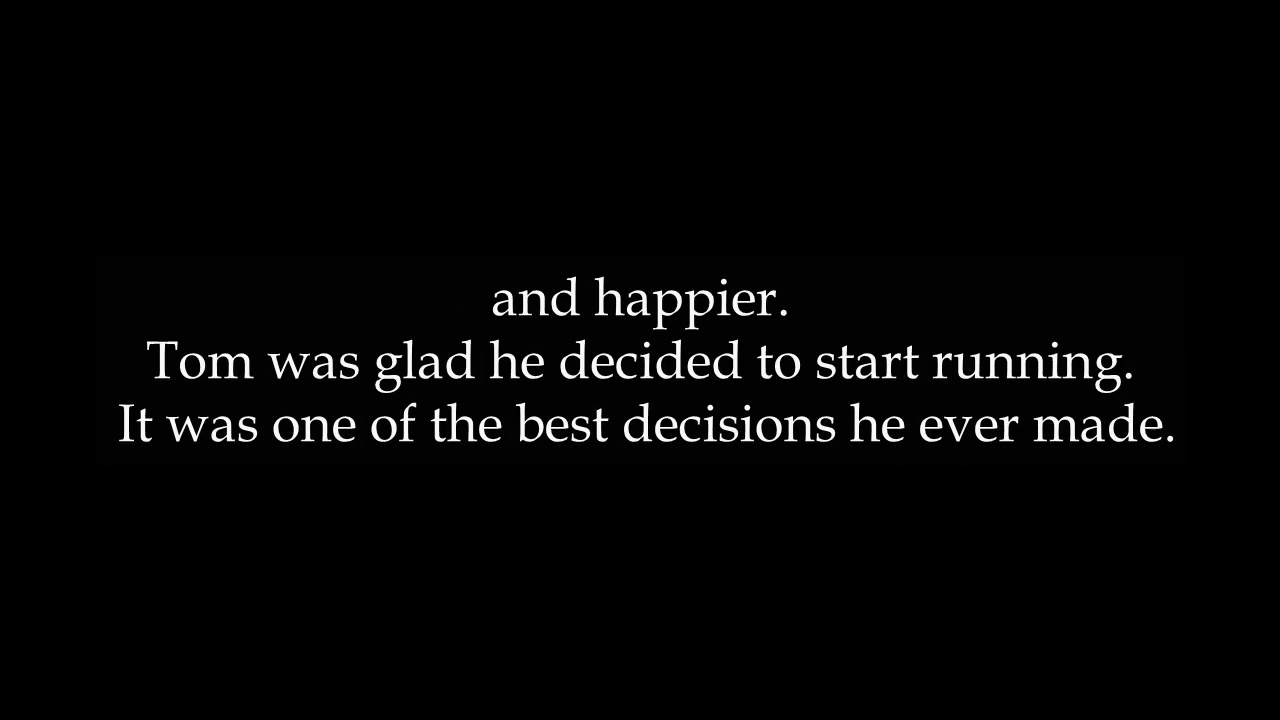 and happier.
Tom was glad he decided to start running.
It was one of the best decisions he ever made.